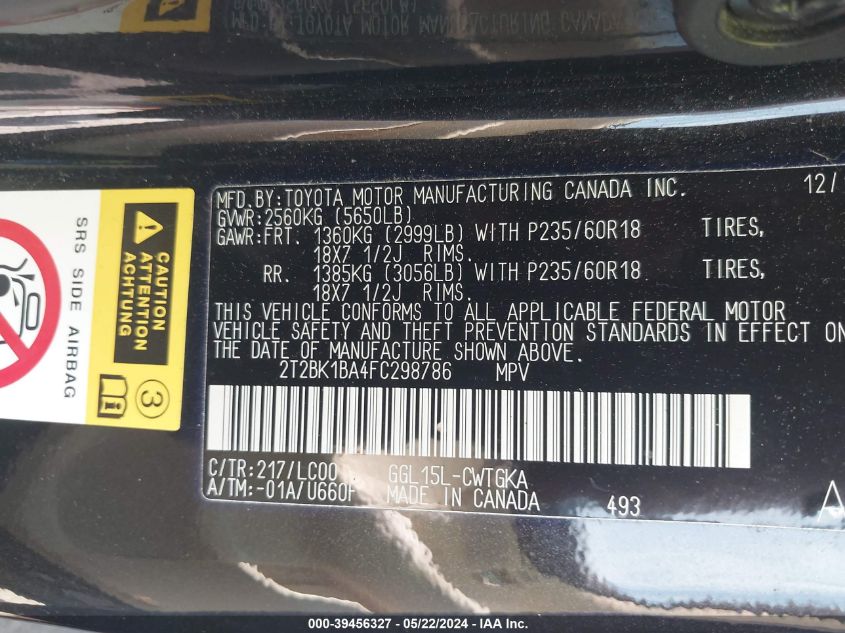 TOYOTA MOTOR MANUFACTURING CANADA
SRS SIDE AIRBAG
CAUTION
ATTENTION
ACHTUNG
3
MFD.BY:TOYOTA MOTOR MANUFACTURING CANADA INC. 12/
GVWR:2560KG (5650LB)
GAWR:FRT. 1360KG (2999LB) WITH P235/60R18 TIRES,
18X7 1/2J RIMS.
RR. 1385KG (3056LB) WITH P235/60R18 TIRES,
18X7 1/2J RIMS.
THIS VEHICLE CONFORMS TO ALL APPLICABLE FEDERAL MOTOR
VEHICLE SAFETY AND THEFT PREVENTION STANDARDS IN EFFECT ON
THE DATE OF MANUFACTURE SHOWN ABOVE.
2T2BK1BA4FC298786 MPV
C/TR:217/LC00 GGL15L-CWTGKA
A/TM:-01A/U660F MADE IN CANADA 493
A
000-39456327 - 05/22/2024 - IAA Inc.